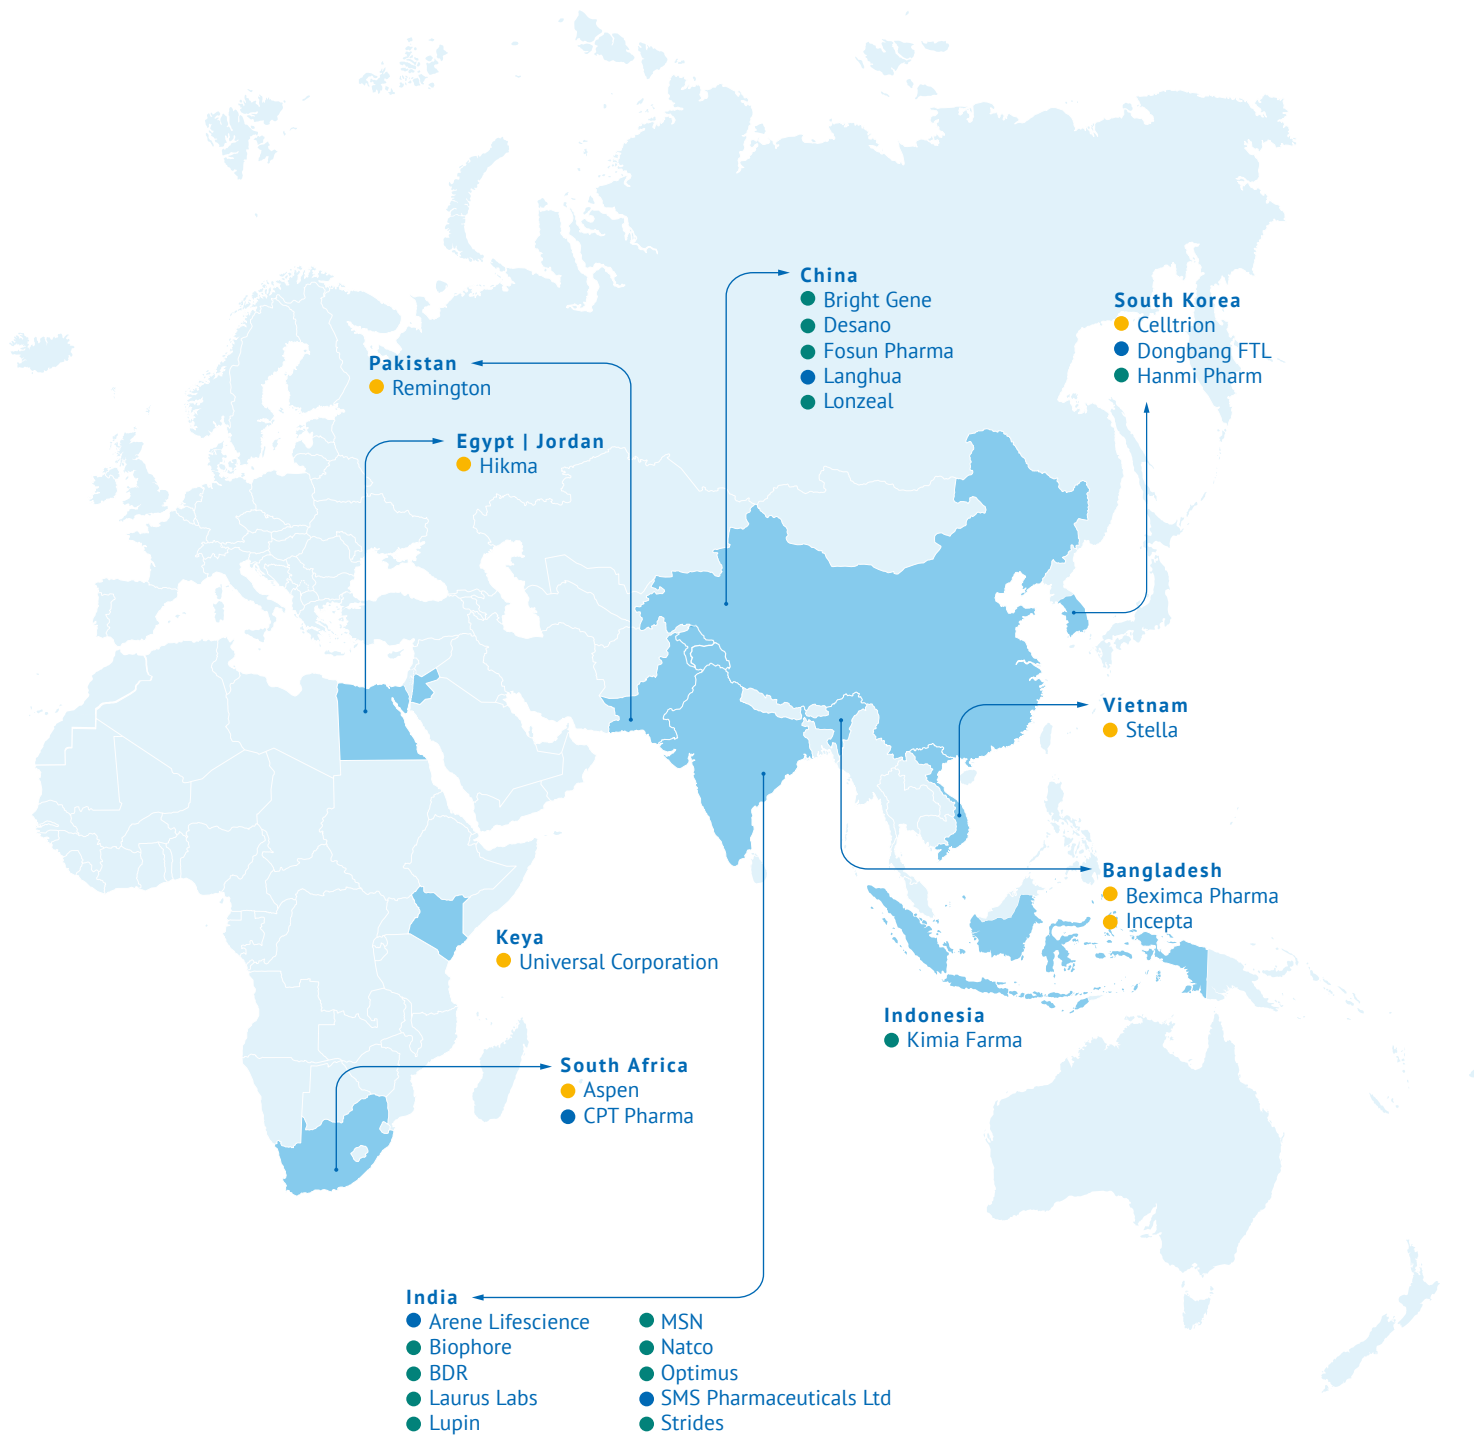 China
Bright Gene
Desano
Fosun Pharma
Langhua
Lonzeal
South Korea
Celltrion
Dongbang FTL
Hanmi Pharm
Pakistan
Remington
Egypt | Jordan
Hikma
Vietnam
Stella
Bangladesh
Beximca Pharma
Incepta
Keya
Universal Corporation
Indonesia
Kimia Farma
South Africa
Aspen
CPT Pharma
India
Arene Lifescience
Biophore
BDR
Laurus Labs
Lupin
MSN
Natco
Optimus
SMS Pharmaceuticals Ltd
Strides